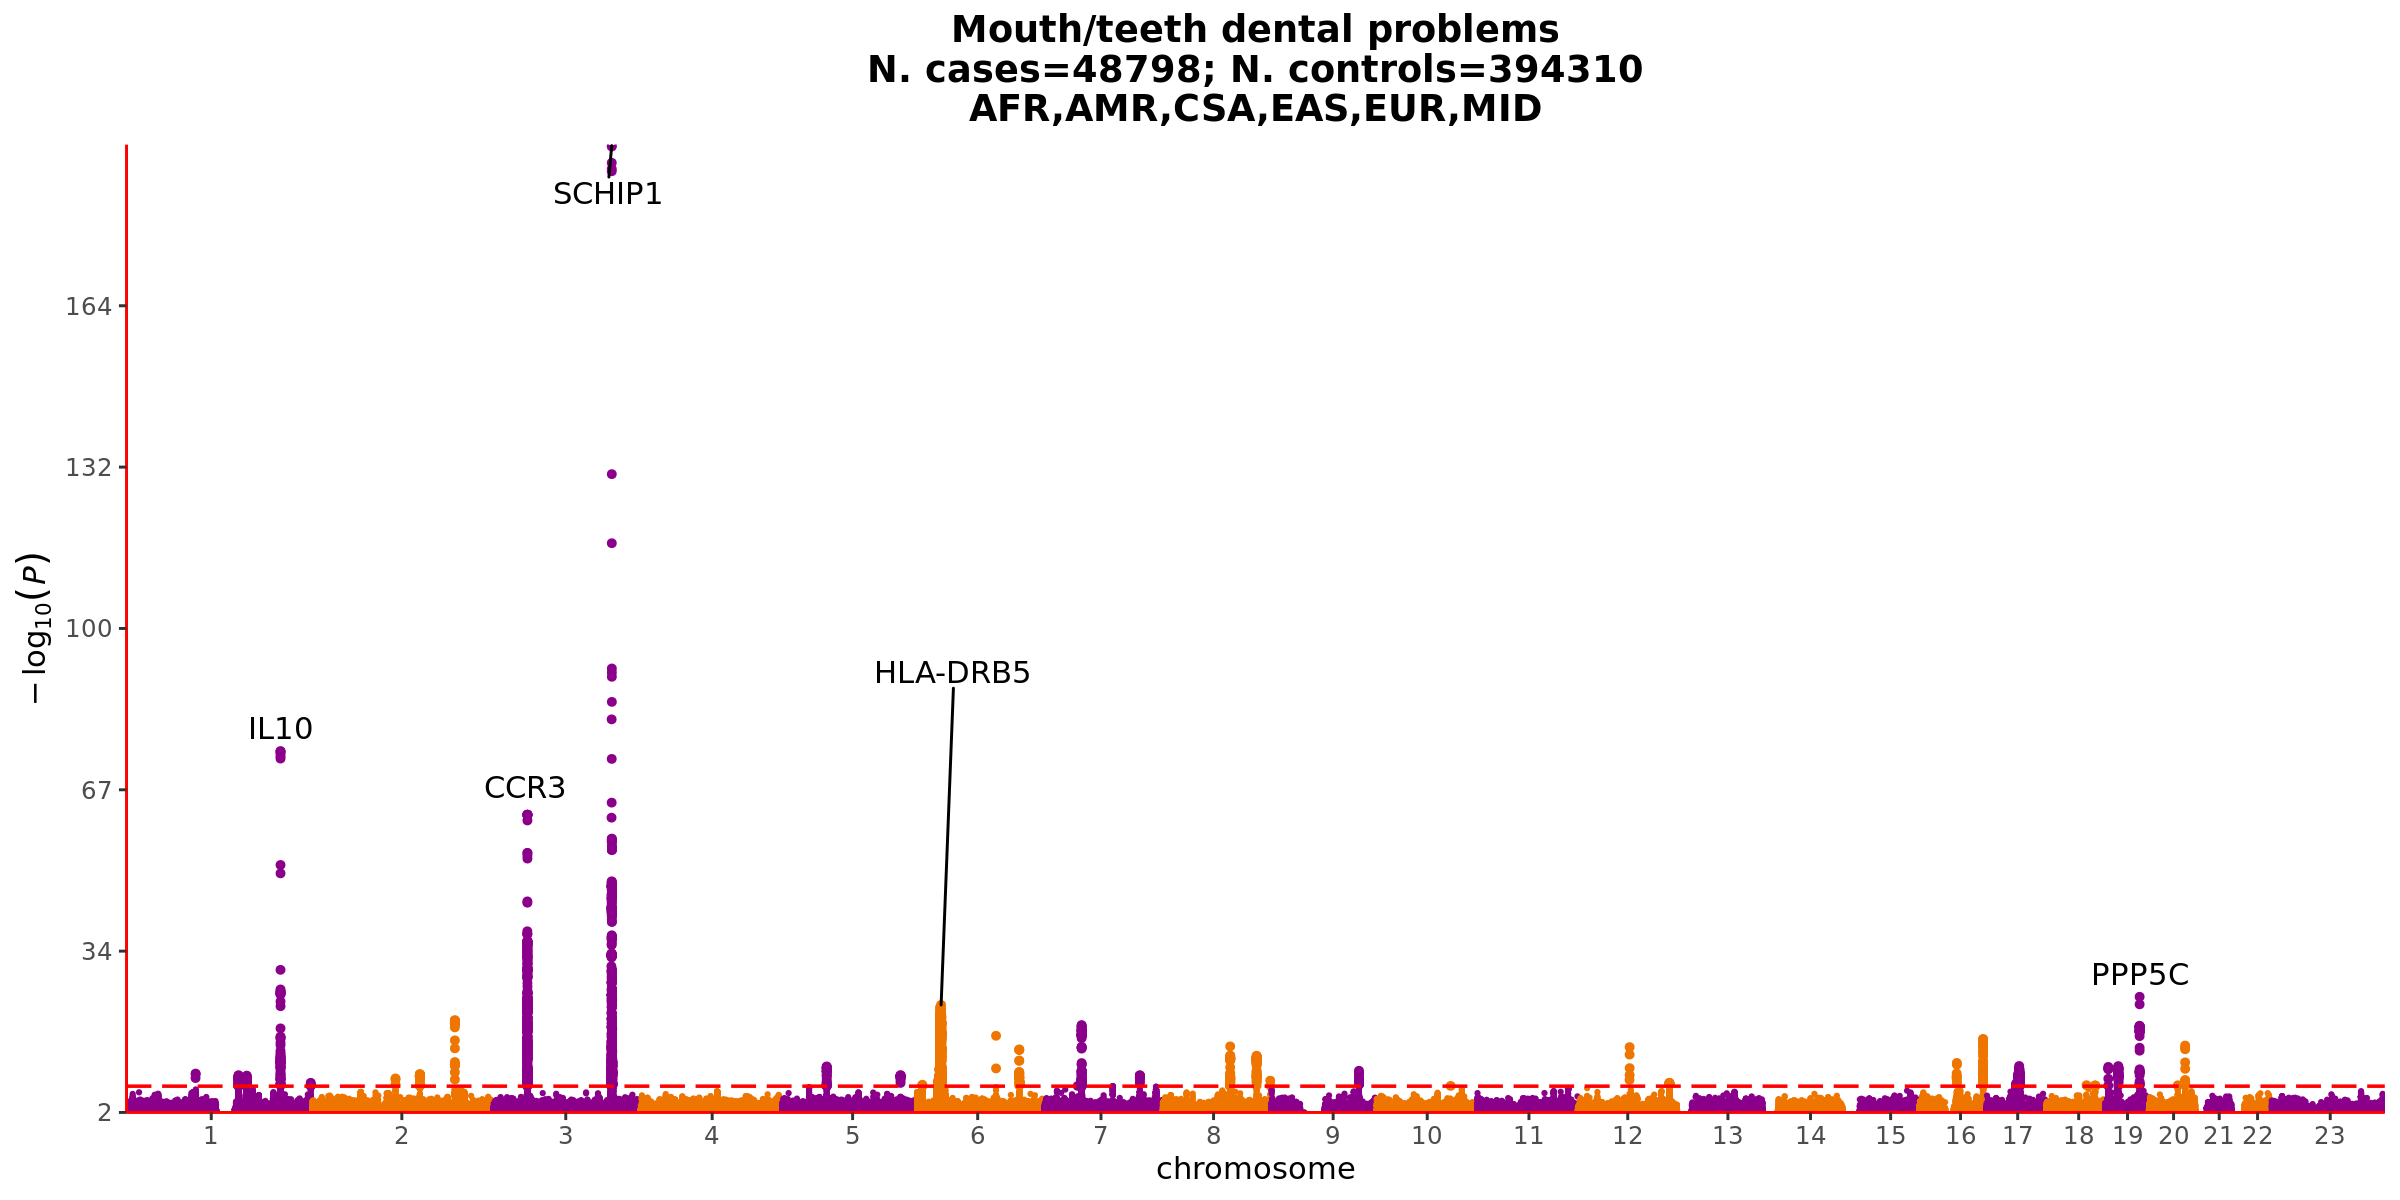 Mouth/teeth dental problems
N. cases=48798; N. controls=394310
AFR,AMR,CSA,EAS,EUR,MID
SCHIP1
164
132
100
HLA-DRB5
IL10
67
CCR3
34
PPP5C
2
−log10(P)
1 2 3 4 5 6 7 8 9 10 11 12 13 14 15 16 17 18 19 20 21 22 23
chromosome